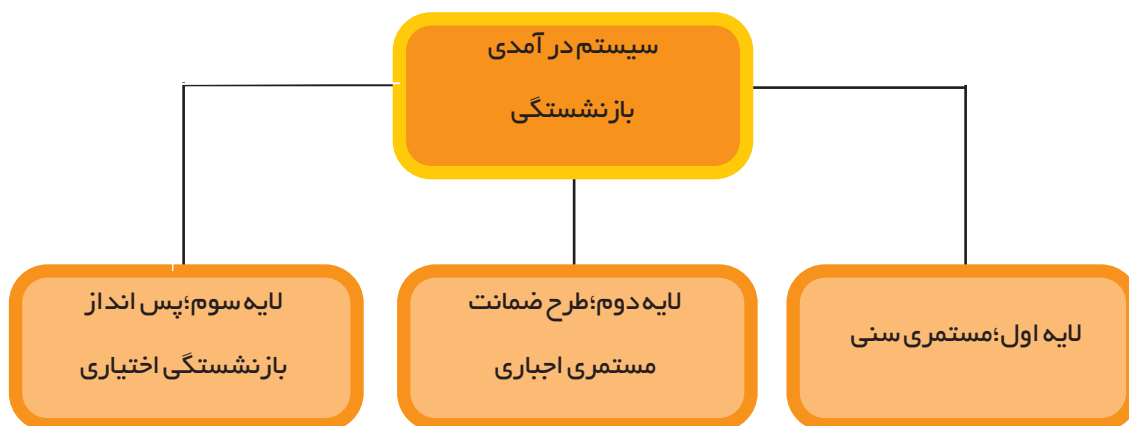 سیستم در آمدی
بازنشستگی
لایه اول؛مستمری سنی
لایه دوم؛طرح ضمانت
مستمری اجباری
لایه سوم؛پس انداز
بازنشستگی اختیاری